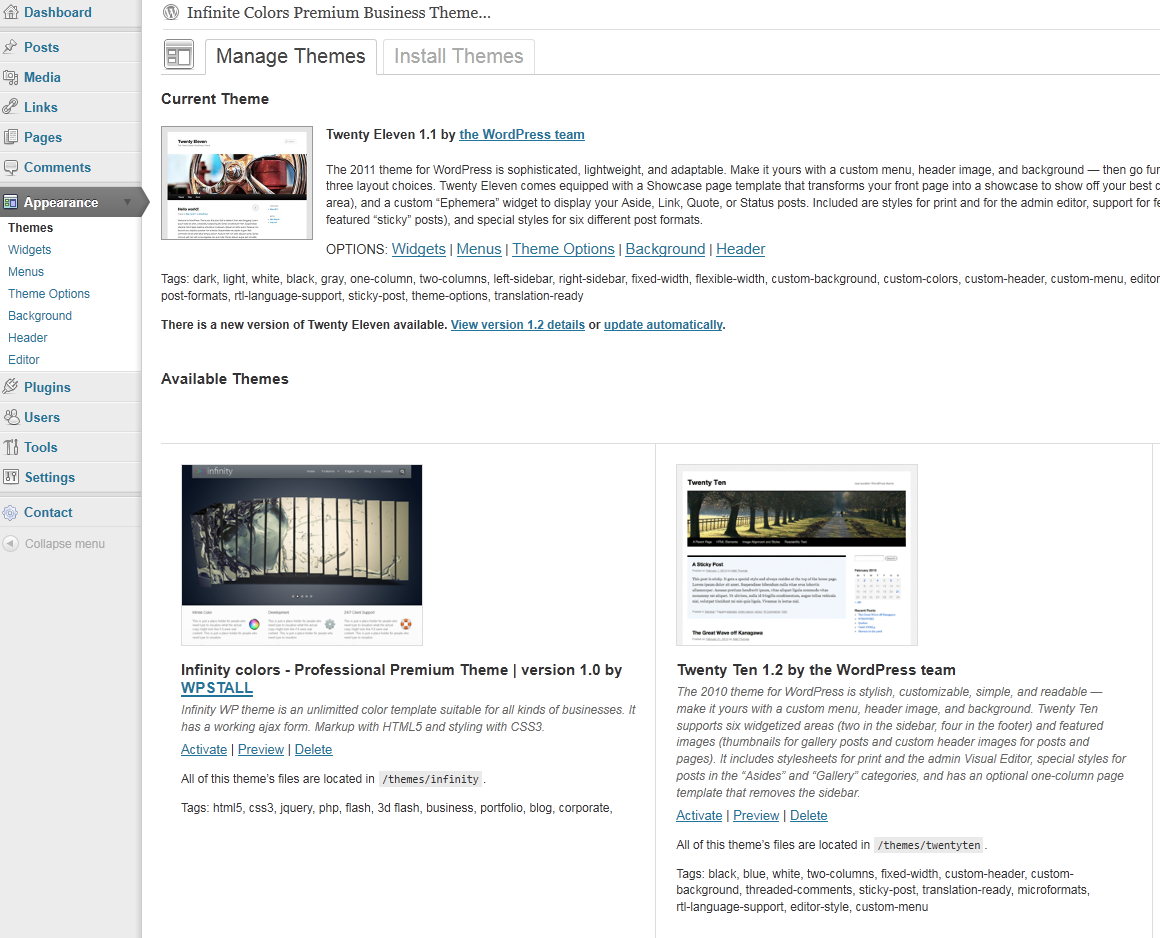 Dashboard
Posts
Media
Links
Pages
Comments
Appearance
Themes
Widgets
Menus
Theme Options
Background
Header
Editor
Plugins
Users
Tools
Settings
Contact
Collapse menu
Infinite Colors Premium Business Theme...
Manage Themes
Install Themes
Current Theme
Twenty Eleven
Hello world!
Twenty Eleven 1.1 by the WordPress team
The 2011 theme for WordPress is sophisticated, lightweight, and adaptable. Make it yours with a custom menu, header image, and background — then go fur
three layout choices. Twenty Eleven comes equipped with a Showcase page template that transforms your front page into a showcase to show off your best c
area), and a custom “Ephemera” widget to display your Aside, Link, Quote, or Status posts. Included are styles for print and for the admin editor, support for fe
featured “sticky” posts), and special styles for six different post formats.
OPTIONS: Widgets | Menus | Theme Options | Background | Header
Tags: dark, light, white, black, gray, one-column, two-columns, left-sidebar, right-sidebar, fixed-width, flexible-width, custom-background, custom-colors, custom-header, custom-menu, editor
post-formats, rtl-language-support, sticky-post, theme-options, translation-ready
There is a new version of Twenty Eleven available. View version 1.2 details or update automatically.
Available Themes
infinity
Infinity colors - Professional Premium Theme | version 1.0 by
WPSTALL
Infinity WP theme is an unlimitted color template suitable for all kinds of businesses. It
has a working ajax form. Markup with HTML5 and styling with CSS3.
Activate | Preview | Delete
All of this theme’s files are located in /themes/infinity .
Tags: html5, css3, jquery, php, flash, 3d flash, business, portfolio, blog, corporate,
Twenty Ten
A Sticky Post
The Great Wave off Kanagawa
Twenty Ten 1.2 by the WordPress team
The 2010 theme for WordPress is stylish, customizable, simple, and readable —
make it yours with a custom menu, header image, and background. Twenty Ten
supports six widgetized areas (two in the sidebar, four in the footer) and featured
images (thumbnails for gallery posts and custom header images for posts and
pages). It includes stylesheets for print and the admin Visual Editor, special styles for
posts in the “Asides” and “Gallery” categories, and has an optional one-column page
template that removes the sidebar.
Activate | Preview | Delete
All of this theme’s files are located in /themes/twentyten .
Tags: black, blue, white, two-columns, fixed-width, custom-header, custom-
background, threaded-comments, sticky-post, translation-ready, microformats,
rtl-language-support, editor-style, custom-menu